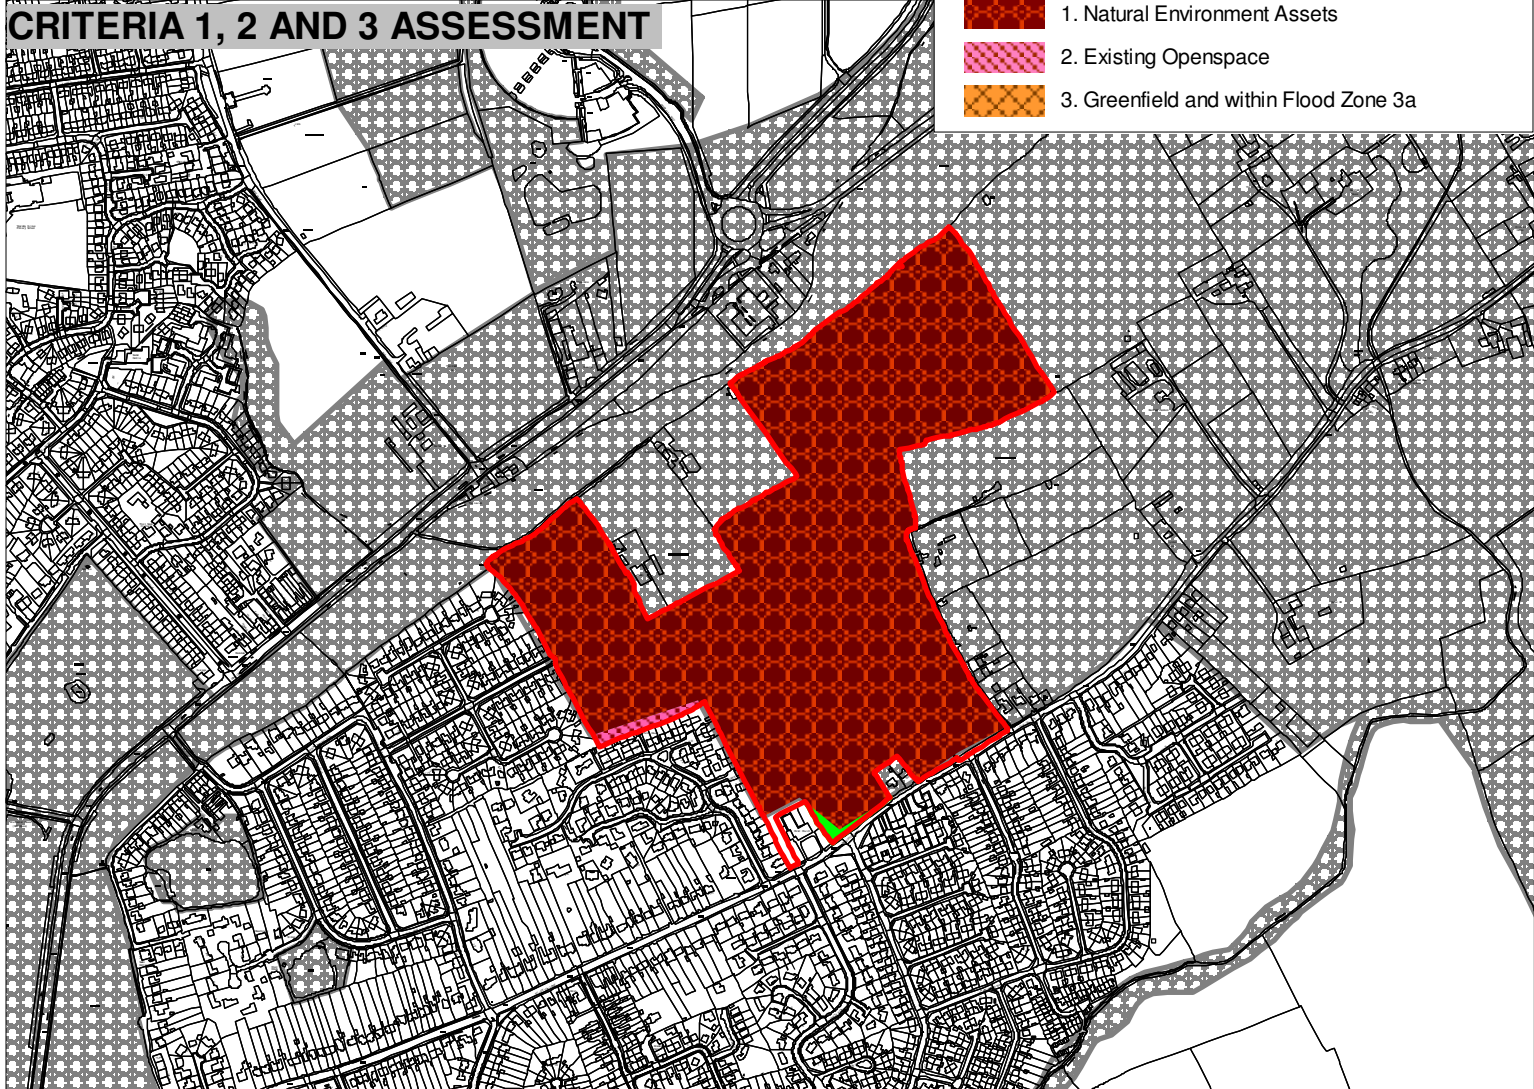 CRITERIA 1, 2 AND 3 ASSESSMENT
1. Natural Environment Assets
2. Existing Openspace
3. Greenfield and within Flood Zone 3a